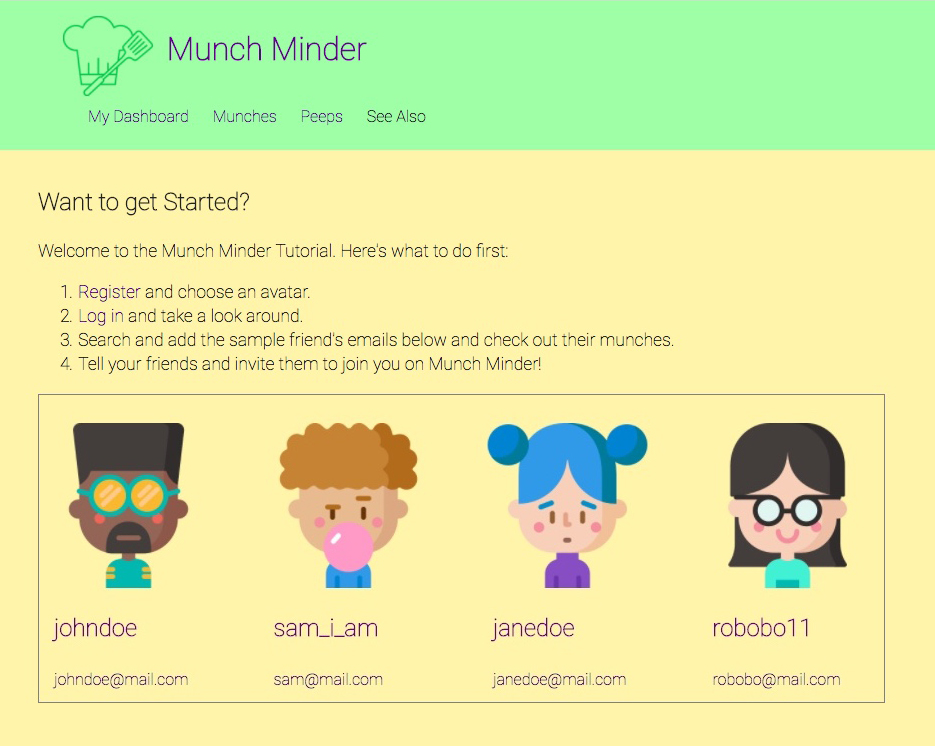 Munch Minder
My Dashboard Munches Peeps See Also
Want to get Started?
Welcome to the Munch Minder Tutorial. Here's what to do first:
1. Register and choose an avatar.
2. Log in and take a look around.
3. Search and add the sample friend's emails below and check out their munches.
4. Tell your friends and invite them to join you on Munch Minder!
johndoe sam_i_am janedoe robobo11
johndoe@mail.com sam@mail.com janedoe@mail.com robobo@mail.com